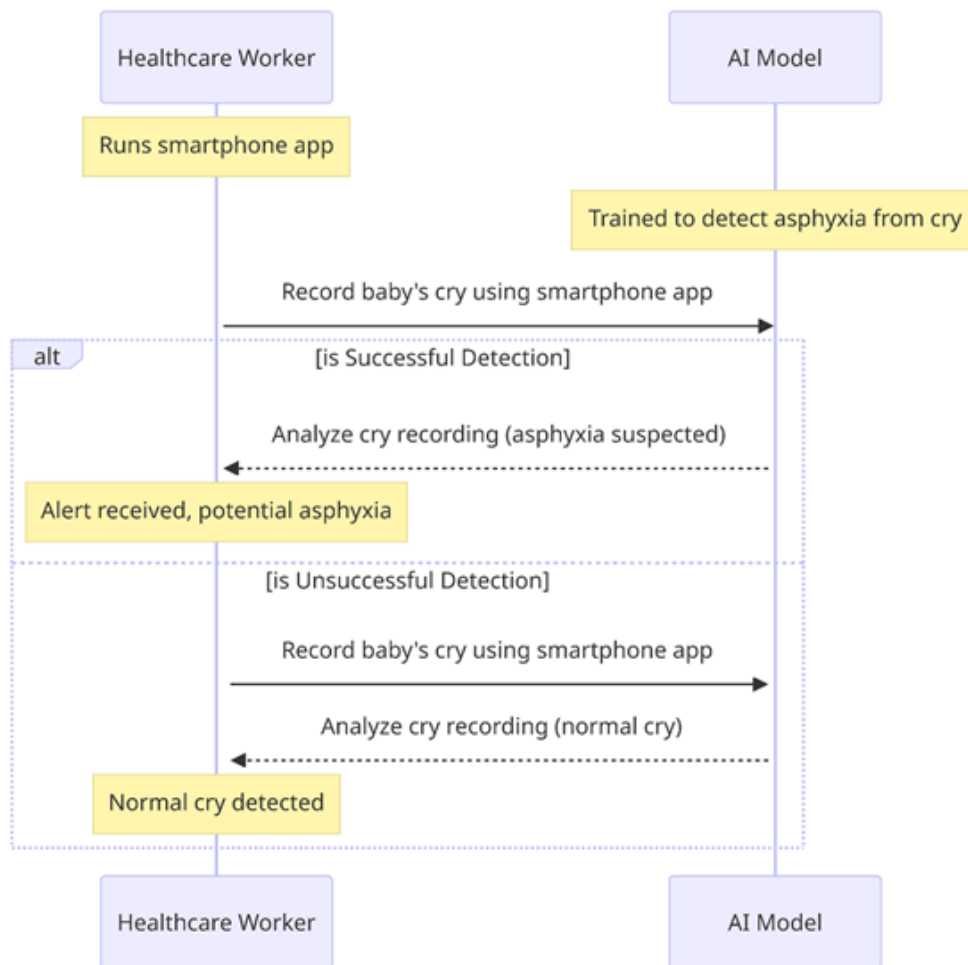 Healthcare Worker
AI Model
Runs smartphone app
Trained to detect asphyxia from cry
Record baby's cry using smartphone app
alt
[is Successful Detection]
Analyze cry recording (asphyxia suspected)
Alert received, potential asphyxia
[is Unsuccessful Detection]
Record baby's cry using smartphone app
Analyze cry recording (normal cry)
Normal cry detected
Healthcare Worker
AI Model